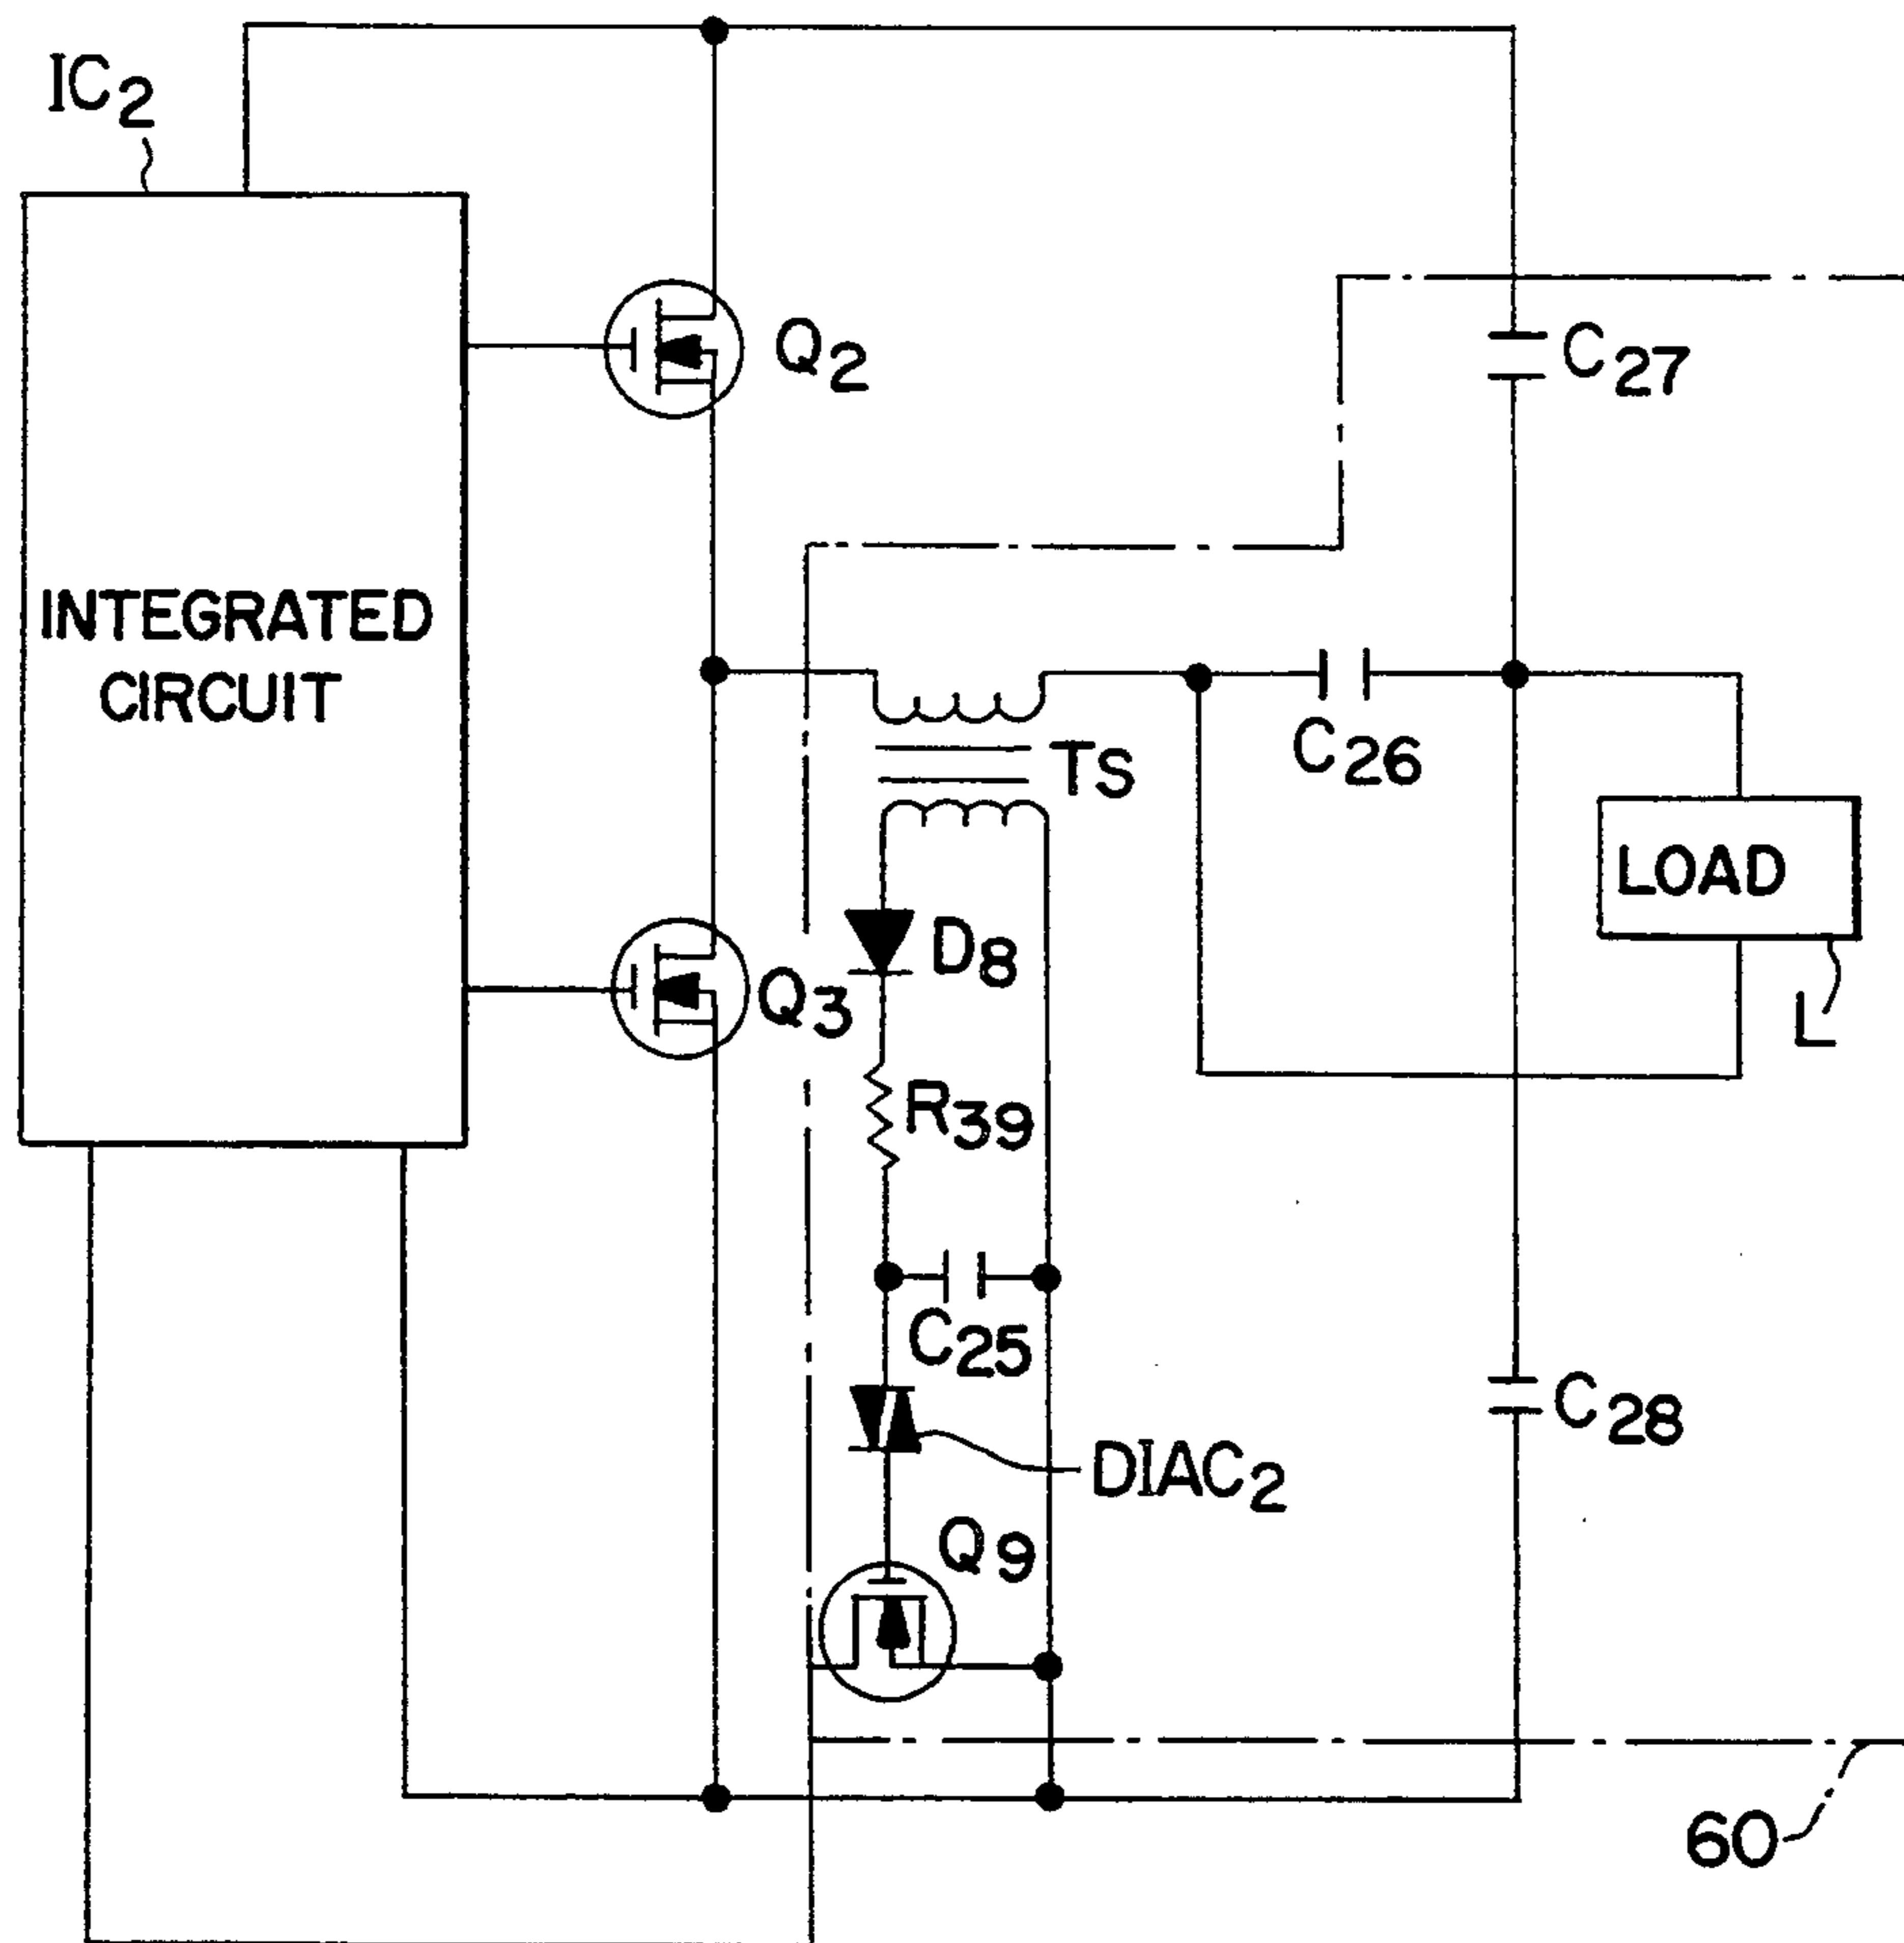 IC2
Q2
C27
INTEGRATED
CIRCUIT
TS
C26
LOAD
D8
Q3
L
R39
C25
C28
DIAC2
Q9
60